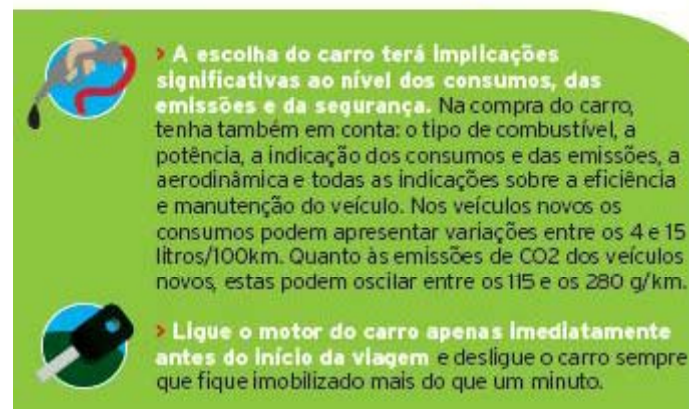 > A escolha do carro terá implicações
significativas ao nível dos consumos, das
emissões e da segurança. Na compra do carro,
tenha também em conta: o tipo de combustível, a
potência, a indicação dos consumos e das emissões, a
aerodinâmica e todas as indicações sobre a eficiência
e manutenção do veículo. Nos veículos novos os
consumos podem apresentar variações entre os 4 e 15
litros/100km. Quanto às emissões de CO2 dos veículos
novos, estas podem oscilar entre os 115 e os 280 g/km.
> Ligue o motor do carro apenas imediatamente
antes do início da viagem e desligue o carro sempre
que fique imobilizado mais do que um minuto.